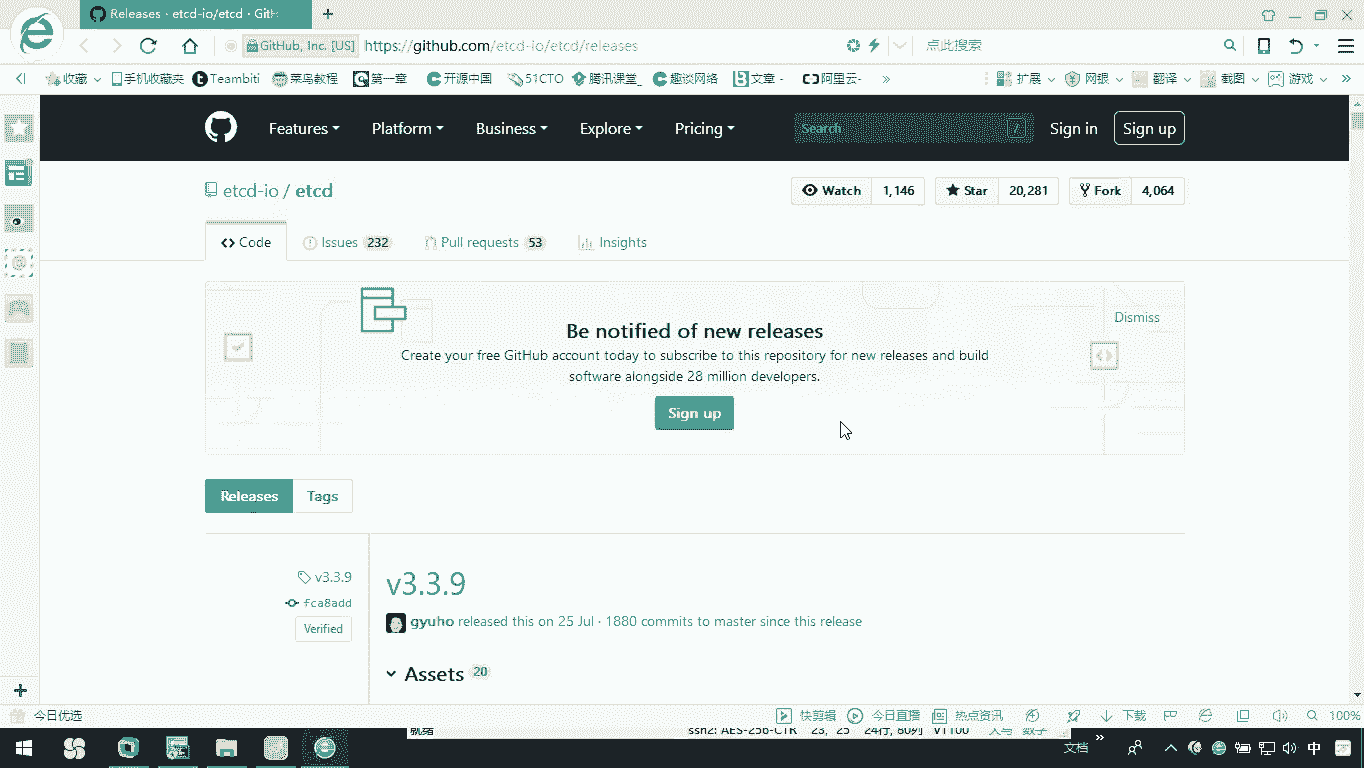 Releases · etcd-io/etcd · GitH
GitHub, Inc. [US] https://github.com/etcd-io/etcd/releases 点此搜索
收藏 手机收藏夹 Teambiti 菜鸟教程 第一章 开源中国 51CTO 腾讯课堂_ 趣谈网络 文章 - 阿里云- » 扩展 网银 翻译 截图 游戏 »
Features Platform Business Explore Pricing Search / Sign in Sign up
etcd-io / etcd Watch 1,146 Star 20,281 Fork 4,064
Code Issues 232 Pull requests 53 Insights
Dismiss
Be notified of new releases
Create your free GitHub account today to subscribe to this repository for new releases and build
software alongside 28 million developers.
Sign up
Releases Tags
v3.3.9
fca8add
Verified
v3.3.9
gyuho released this on 25 Jul · 1880 commits to master since this release
Assets 20
今日优选 快剪辑 今日直播 热点资讯 下载 100%
就绪 ssh2: AES-256-CTR 23, 25 24行, 80列 VT100 大写 数字
文档 » 中